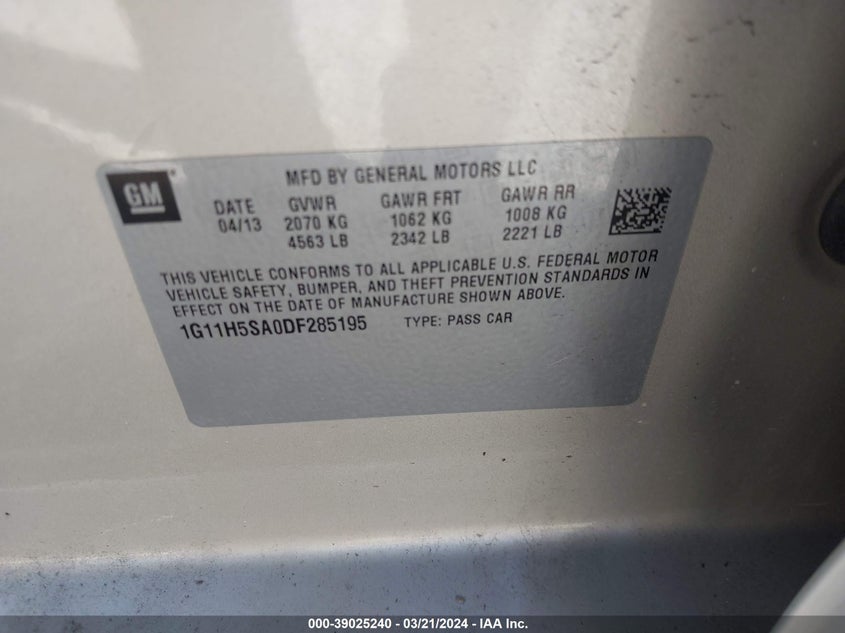 GM
MFD BY GENERAL MOTORS LLC
DATE GVWR GAWR FRT GAWR RR
04/13 2070 KG 1062 KG 1008 KG
4563 LB 2342 LB 2221 LB
THIS VEHICLE CONFORMS TO ALL APPLICABLE U.S. FEDERAL MOTOR
VEHICLE SAFETY, BUMPER, AND THEFT PREVENTION STANDARDS IN
EFFECT ON THE DATE OF MANUFACTURE SHOWN ABOVE.
1G11H5SA0DF285195 TYPE: PASS CAR
000-39025240 - 03/21/2024 - IAA Inc.